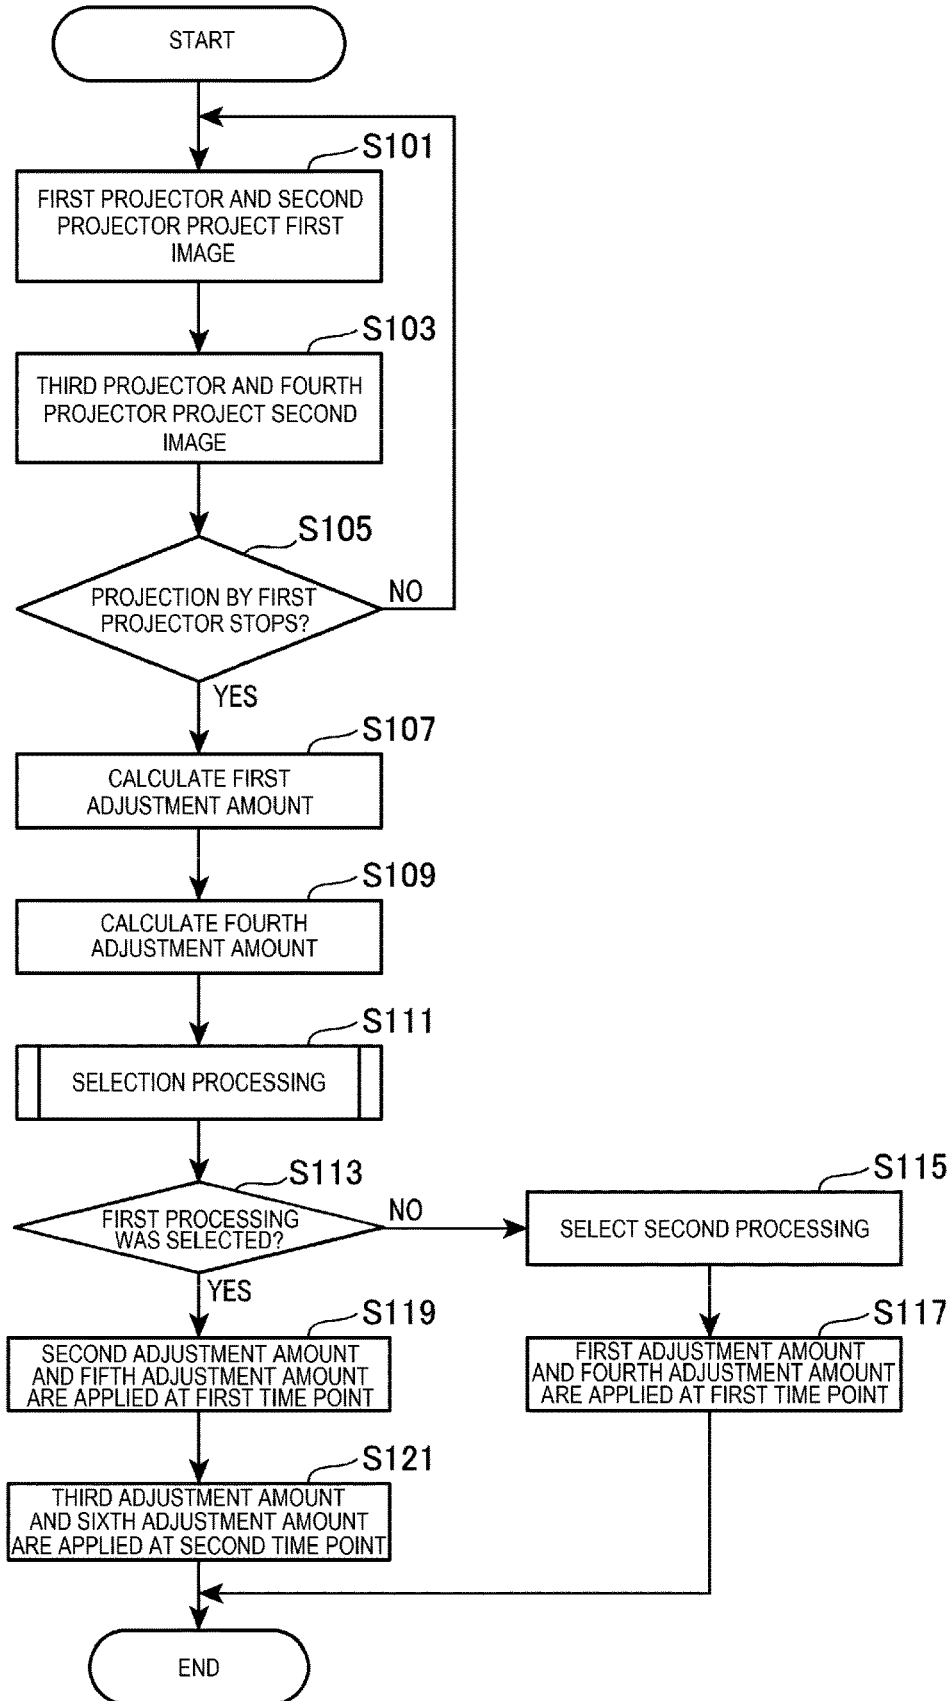 START
S101
FIRST PROJECTOR AND SECOND
PROJECTOR PROJECT FIRST
IMAGE
S103
THIRD PROJECTOR AND FOURTH
PROJECTOR PROJECT SECOND
IMAGE
S105
PROJECTION BY FIRST
PROJECTOR STOPS?
NO
YES
S107
CALCULATE FIRST
ADJUSTMENT AMOUNT
S109
CALCULATE FOURTH
ADJUSTMENT AMOUNT
S111
SELECTION PROCESSING
S113
FIRST PROCESSING
WAS SELECTED?
NO
S115
SELECT SECOND PROCESSING
YES
S119
SECOND ADJUSTMENT AMOUNT
AND FIFTH ADJUSTMENT AMOUNT
ARE APPLIED AT FIRST TIME POINT
S117
FIRST ADJUSTMENT AMOUNT
AND FOURTH ADJUSTMENT AMOUNT
ARE APPLIED AT FIRST TIME POINT
S121
THIRD ADJUSTMENT AMOUNT
AND SIXTH ADJUSTMENT AMOUNT
ARE APPLIED AT SECOND TIME POINT
END